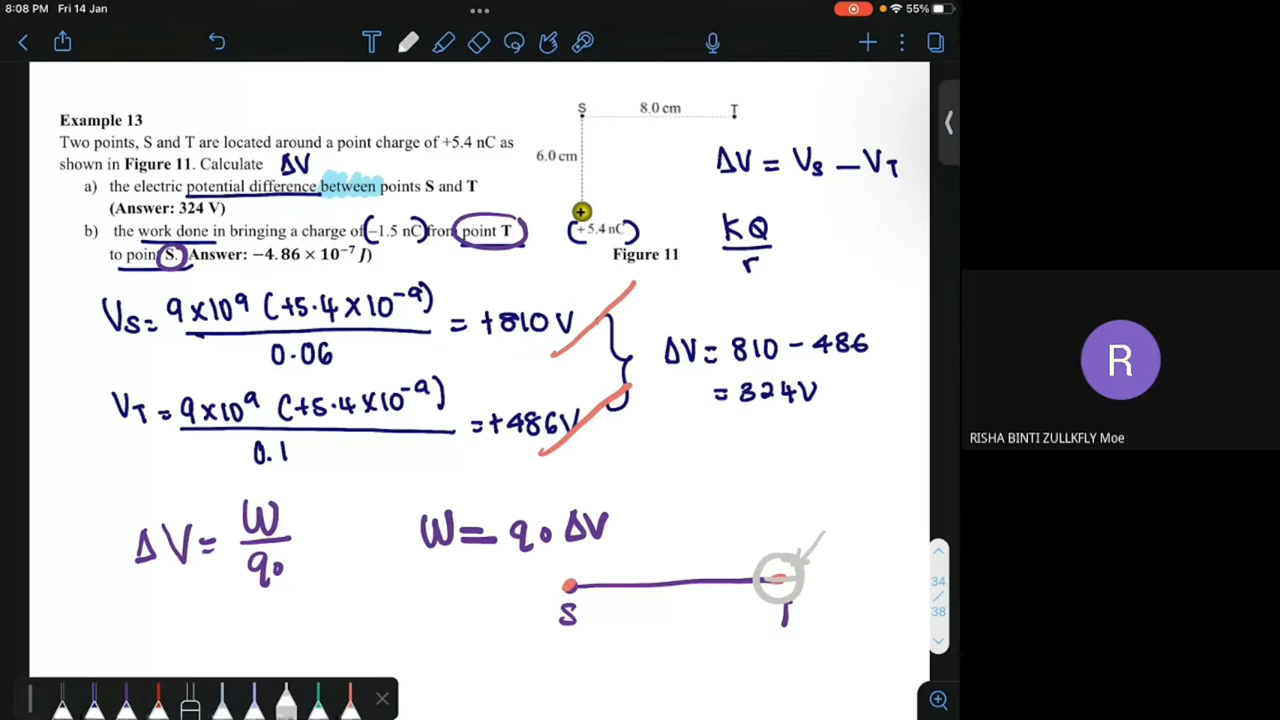 8:08 PM Fri 14 Jan
55%
Example 13
Two points, S and T are located around a point charge of +5.4 nC as
shown in Figure 11. Calculate ΔV
a) the electric potential difference between points S and T
(Answer: 324 V)
b) the work done in bringing a charge of (−1.5 nC) from point T
to point S. (Answer: −4.86 × 10⁻⁷ J)
S 8.0 cm T
6.0 cm
+
(+5.4 nC)
Figure 11
ΔV = Vs − VT
kQ
r
Vs = 9×10⁹ (+5.4×10⁻⁹) = +810V
0.06
VT = 9×10⁹ (+5.4×10⁻⁹) = +486V
0.1
ΔV = 810 − 486
= 324V
ΔV = W
q₀
W = q₀ ΔV
S T
34
/
38
R
RISHA BINTI ZULLKFLY Moe